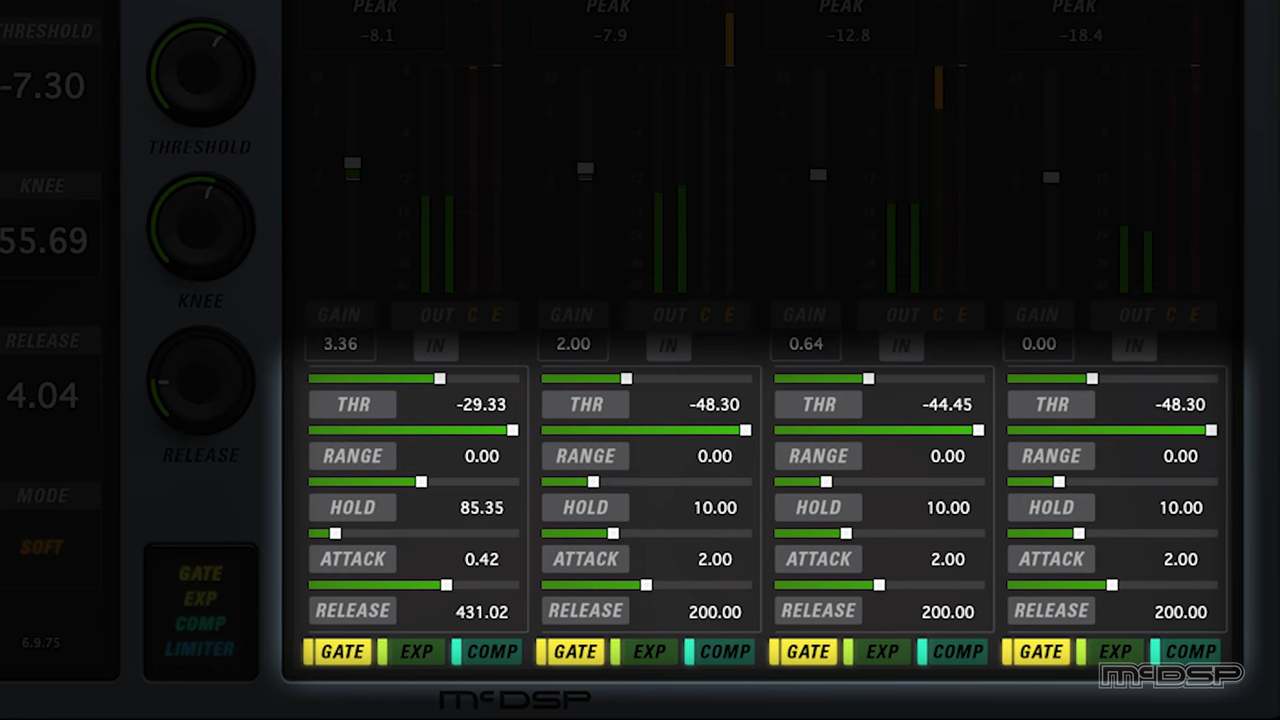 PEAK PEAK PEAK PEAK
-8.1 -7.9 -12.8 -18.4
THRESHOLD
-7.30
THRESHOLD
KNEE
55.69
KNEE
RELEASE
4.04
RELEASE
MODE
SOFT
GATE
EXP
COMP
LIMITER
6.9.75
GAIN OUT C E GAIN OUT C E GAIN OUT C E GAIN OUT C E
3.36 IN 2.00 IN 0.64 IN 0.00 IN
THR -29.33 THR -48.30 THR -44.45 THR -48.30
RANGE 0.00 RANGE 0.00 RANGE 0.00 RANGE 0.00
HOLD 85.35 HOLD 10.00 HOLD 10.00 HOLD 10.00
ATTACK 0.42 ATTACK 2.00 ATTACK 2.00 ATTACK 2.00
RELEASE 431.02 RELEASE 200.00 RELEASE 200.00 RELEASE 200.00
GATE EXP COMP GATE EXP COMP GATE EXP COMP GATE EXP COMP
McDSP
McDSP